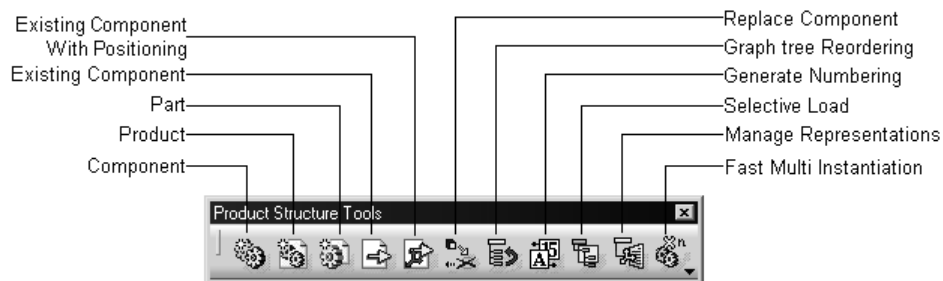 Existing Component
With Positioning
Existing Component
Part
Product
Component
Replace Component
Graph tree Reordering
Generate Numbering
Selective Load
Manage Representations
Fast Multi Instantiation
Product Structure Tools
15
A
n